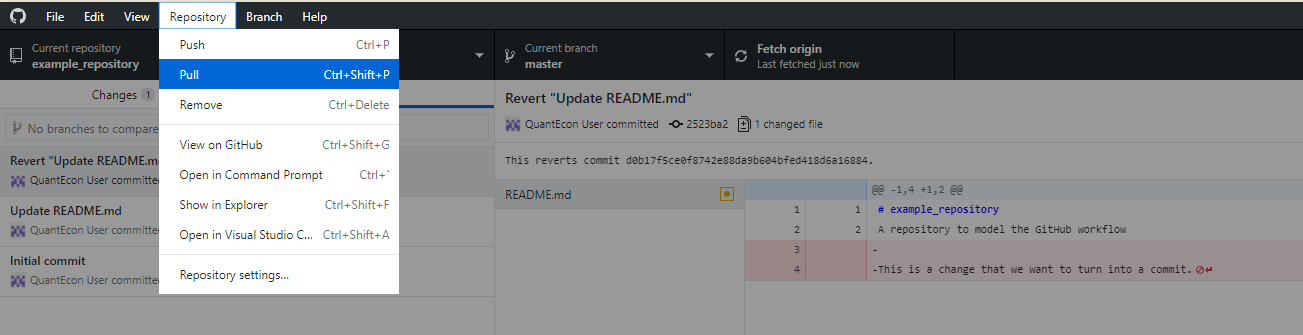 File Edit View Repository Branch Help
Current repository
example_repository
Push Ctrl+P
Pull Ctrl+Shift+P
Remove Ctrl+Delete
View on GitHub Ctrl+Shift+G
Open in Command Prompt Ctrl+`
Show in Explorer Ctrl+Shift+F
Open in Visual Studio C... Ctrl+Shift+A
Repository settings...
Current branch
master
Fetch origin
Last fetched just now
Changes 1
No branches to compare
Revert "Update README.m
QuantEcon User committed
Update README.md
QuantEcon User committed
Initial commit
QuantEcon User committed
Revert "Update README.md"
QuantEcon User committed 2523ba2 1 changed file
This reverts commit d0b17f5ce0f8742e88da9b604bfed418d6a16884.
README.md
@@ -1,4 +1,2 @@
1 1 # example_repository
2 2 A repository to model the GitHub workflow
3 -
4 -This is a change that we want to turn into a commit.